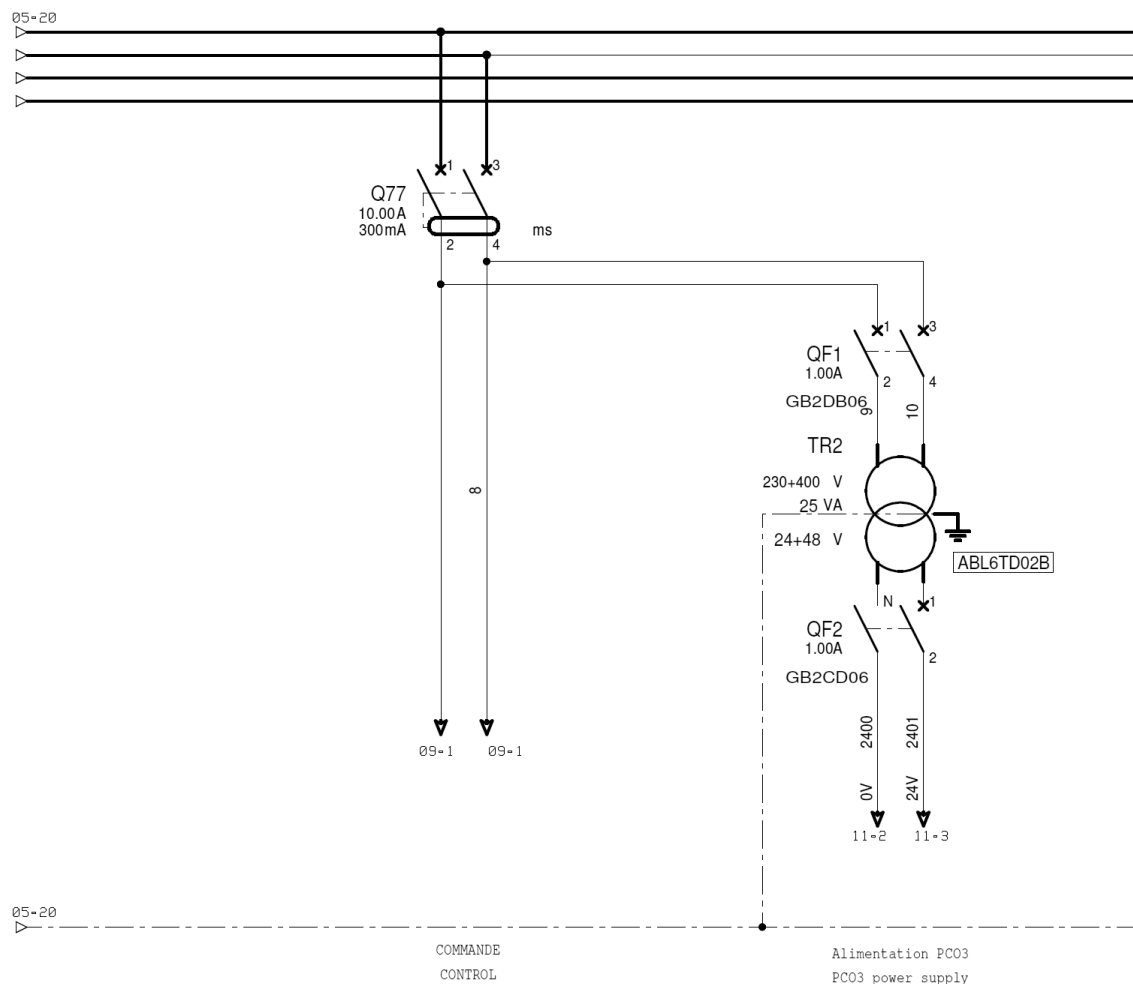 05-20
1 3
Q77
10.00A
300mA
ms
2 4
1 3
QF1
1.00A
2 4
GB2DB06
9 10
TR2
230+400 V
25 VA
24+48 V
ABL6TD02B
8
N 1
QF2
1.00A
2
GB2CD06
2400 2401
0V 24V
09-1 09-1
11-2 11-3
05-20
COMMANDE
CONTROL
Alimentation PCO3
PCO3 power supply